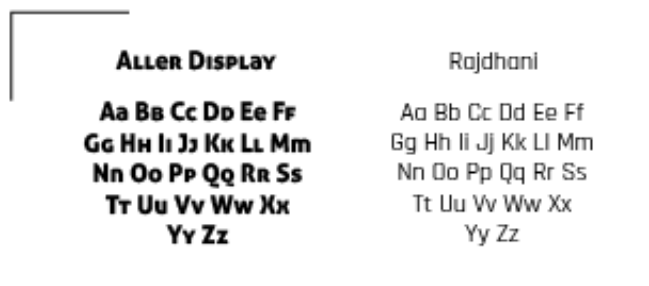 Aller Display
Aa Bb Cc Dd Ee Ff
Gg Hh Ii Jj Kk Ll Mm
Nn Oo Pp Qq Rr Ss
Tt Uu Vv Ww Xx
Yy Zz
Rajdhani
Aa Bb Cc Dd Ee Ff
Gg Hh Ii Jj Kk Ll Mm
Nn Oo Pp Qq Rr Ss
Tt Uu Vv Ww Xx
Yy Zz